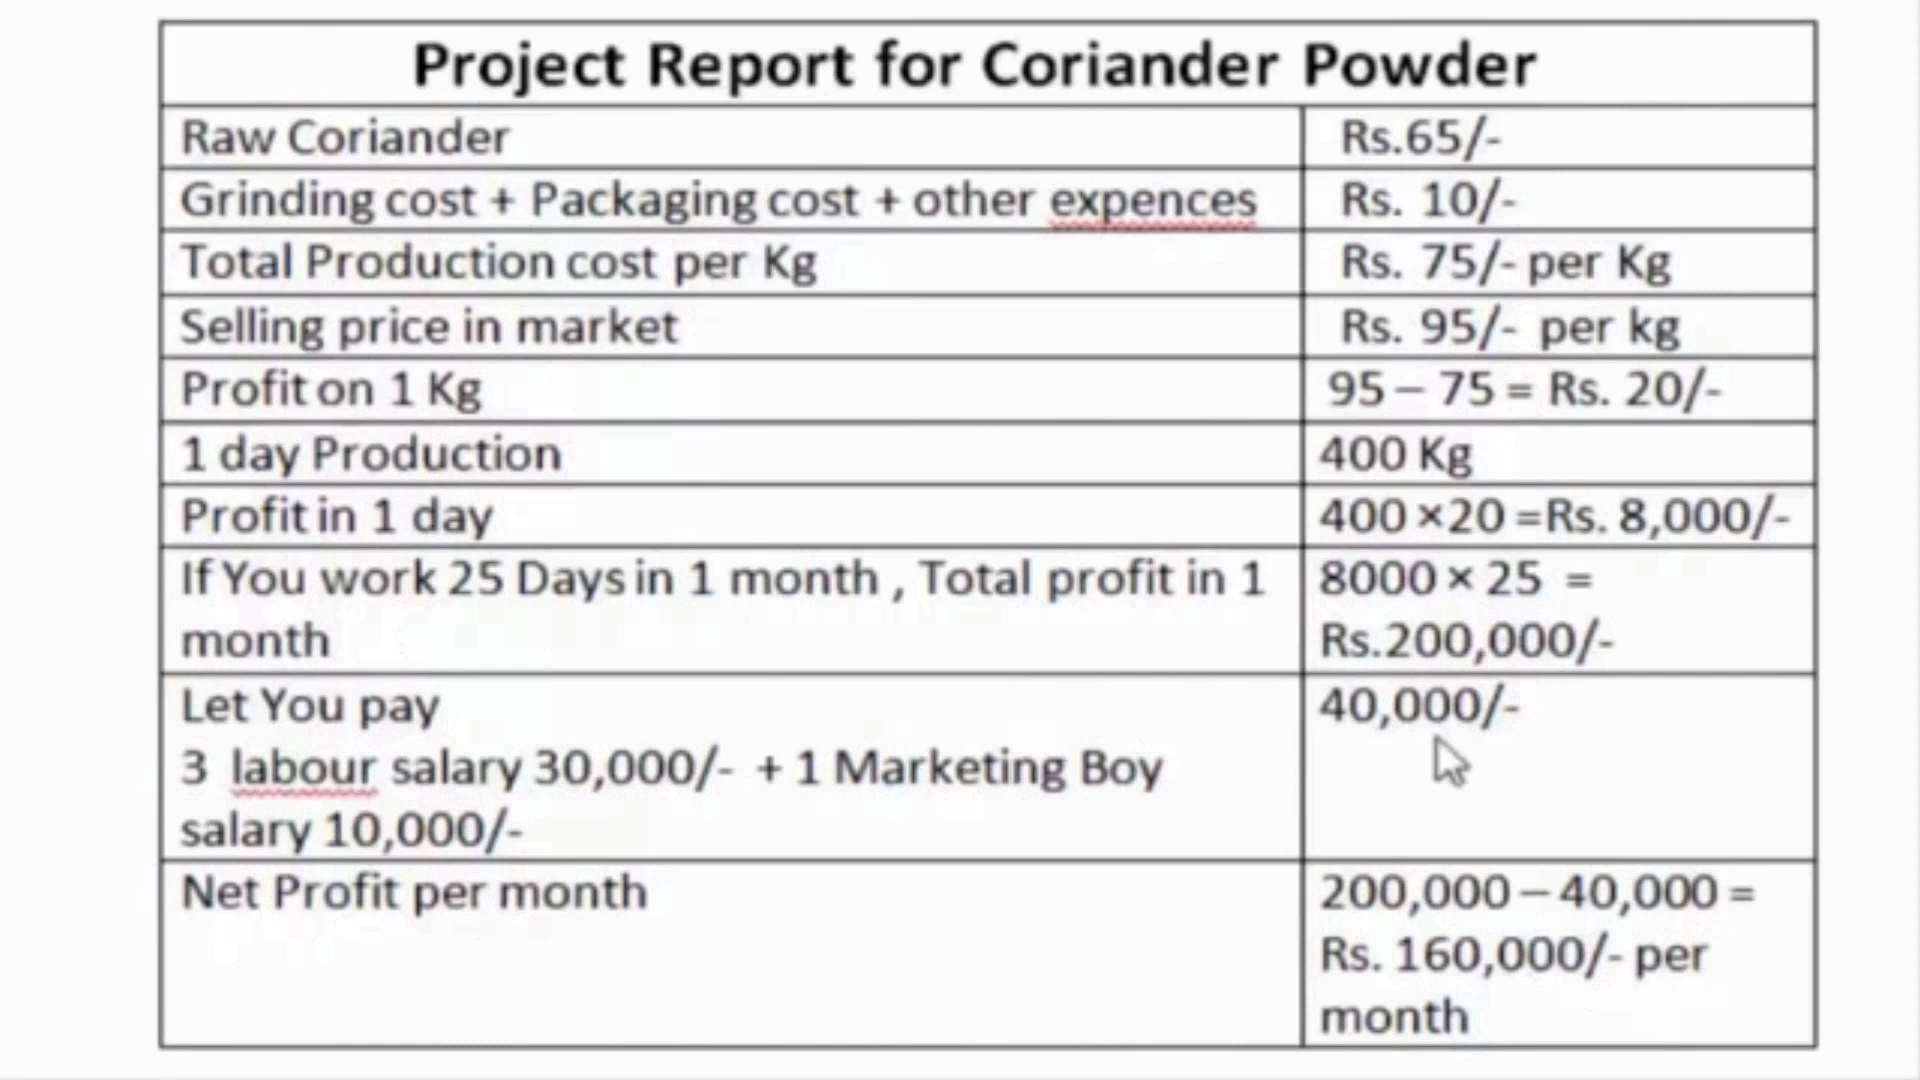 Project Report for Coriander Powder
Raw Coriander Rs.65/-
Grinding cost + Packaging cost + other expences Rs. 10/-
Total Production cost per Kg Rs. 75/- per Kg
Selling price in market Rs. 95/- per kg
Profit on 1 Kg 95 – 75 = Rs. 20/-
1 day Production 400 Kg
Profit in 1 day 400 ×20 =Rs. 8,000/-
If You work 25 Days in 1 month , Total profit in 1
month
8000 × 25 =
Rs.200,000/-
Let You pay
3 labour salary 30,000/- + 1 Marketing Boy
salary 10,000/-
40,000/-
Net Profit per month
200,000 – 40,000 =
Rs. 160,000/- per
month